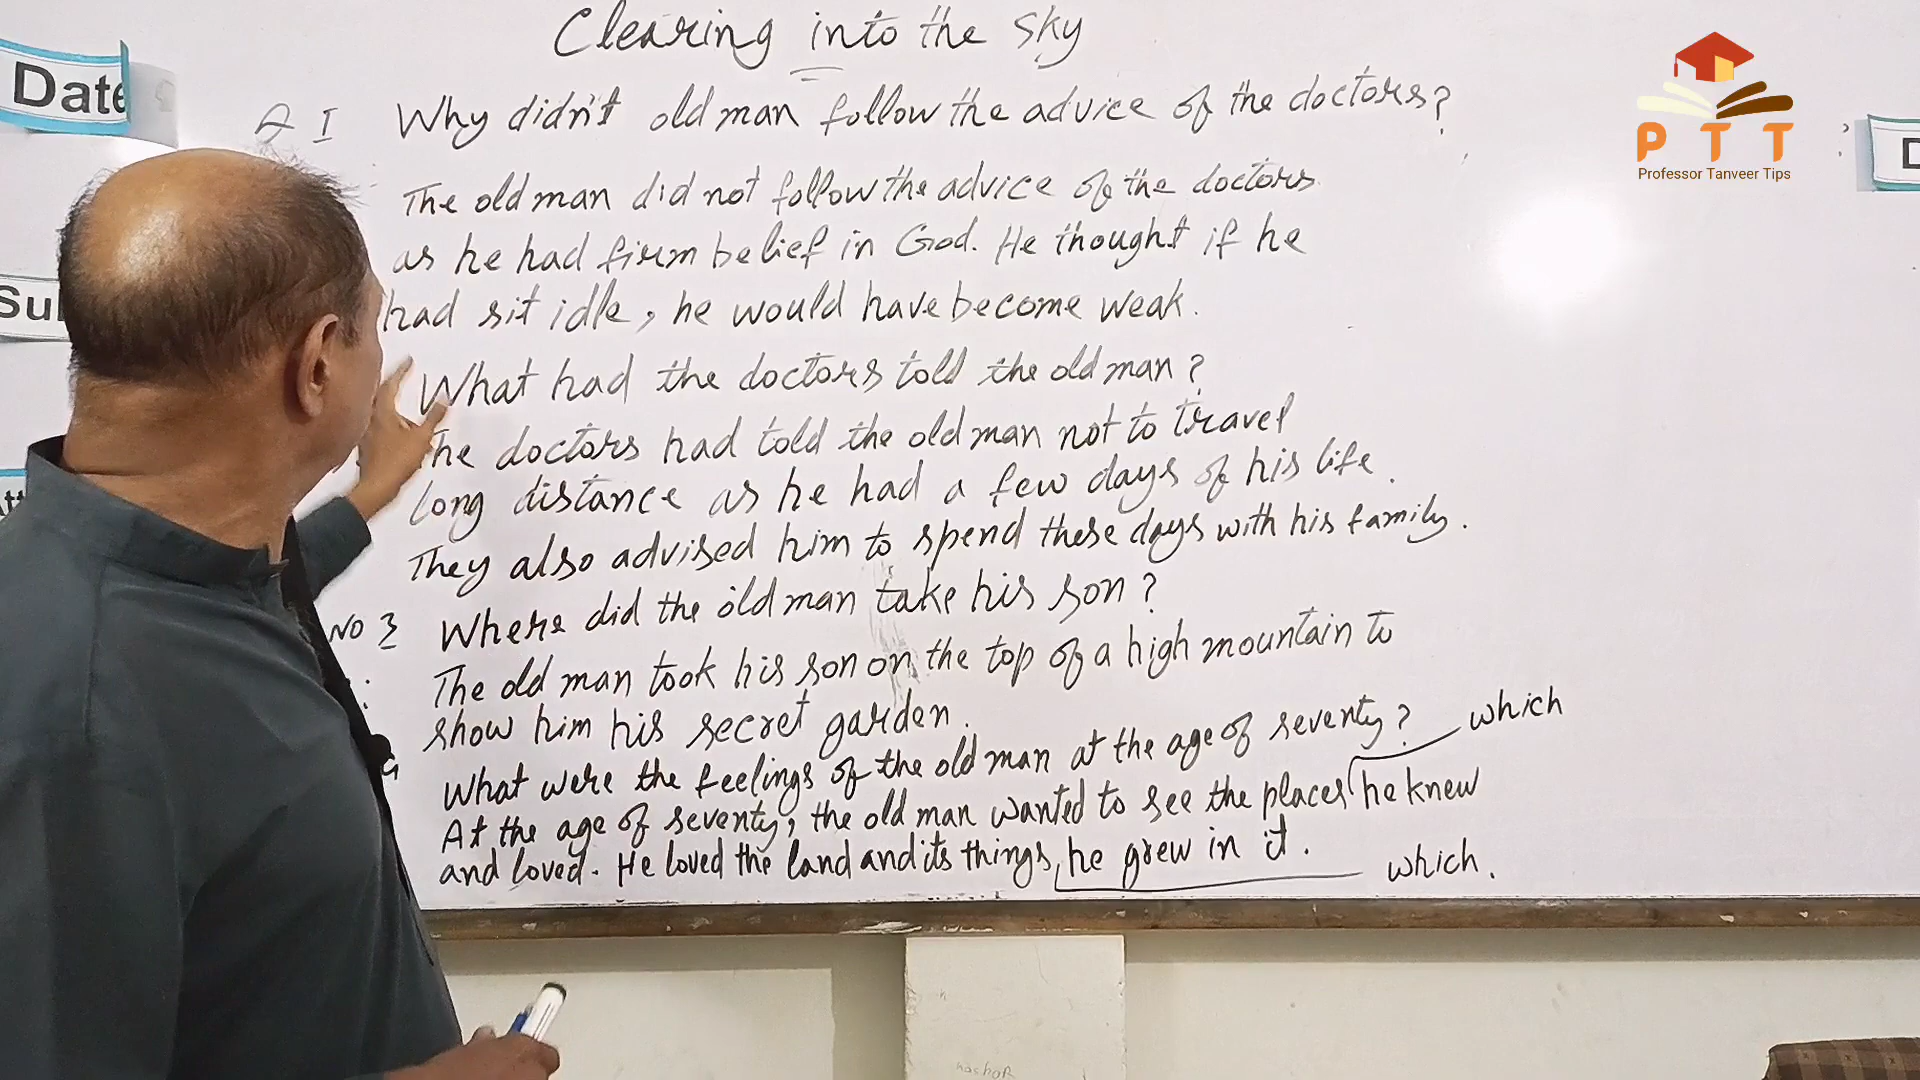 Clearing into the Sky
Date
Q I Why didn't old man follow the advice of the doctors?
P T T
Professor Tanveer Tips
The old man did not follow the advice of the doctors
as he had firm belief in God. He thought if he
had sit idle, he would have become weak.
What had the doctors told the old man?
The doctors had told the old man not to travel
long distance as he had a few days of his life.
They also advised him to spend these days with his family.
NO 3 Where did the old man take his son?
The old man took his son on the top of a high mountain to
show him his secret garden.
What were the feelings of the old man at the age of seventy? which
At the age of seventy, the old man wanted to see the places he knew
and loved. He loved the land and its things, he grew in it. which.